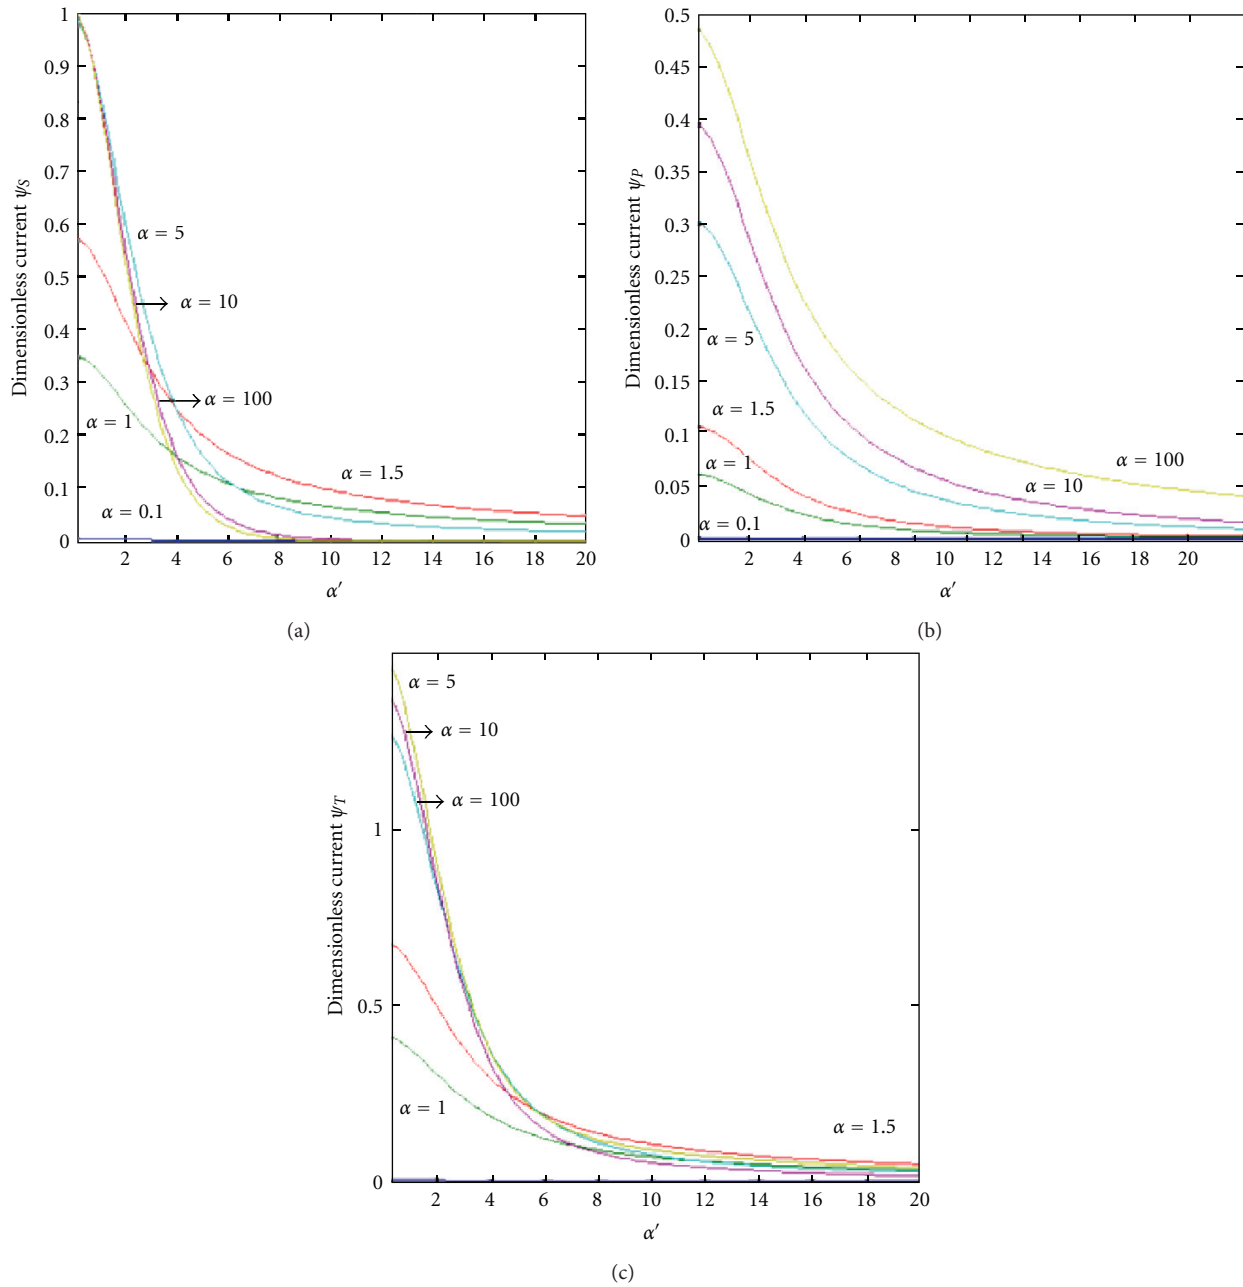 1
0.9
0.8
0.7
0.6
0.5
0.4
0.3
0.2
0.1
0
Dimensionless current ψS
α = 5
α = 10
α = 100
α = 1
α = 1.5
α = 0.1
2 4 6 8 10 12 14 16 18 20
α′
(a)
0.5
0.45
0.4
0.35
0.3
0.25
0.2
0.15
0.1
0.05
0
Dimensionless current ψP
α = 5
α = 1.5
α = 1
α = 100
α = 10
α = 0.1
2 4 6 8 10 12 14 16 18 20
α′
(b)
1
0.5
0
Dimensionless current ψT
α = 5
α = 10
α = 100
α = 1
α = 1.5
2 4 6 8 10 12 14 16 18 20
α′
(c)